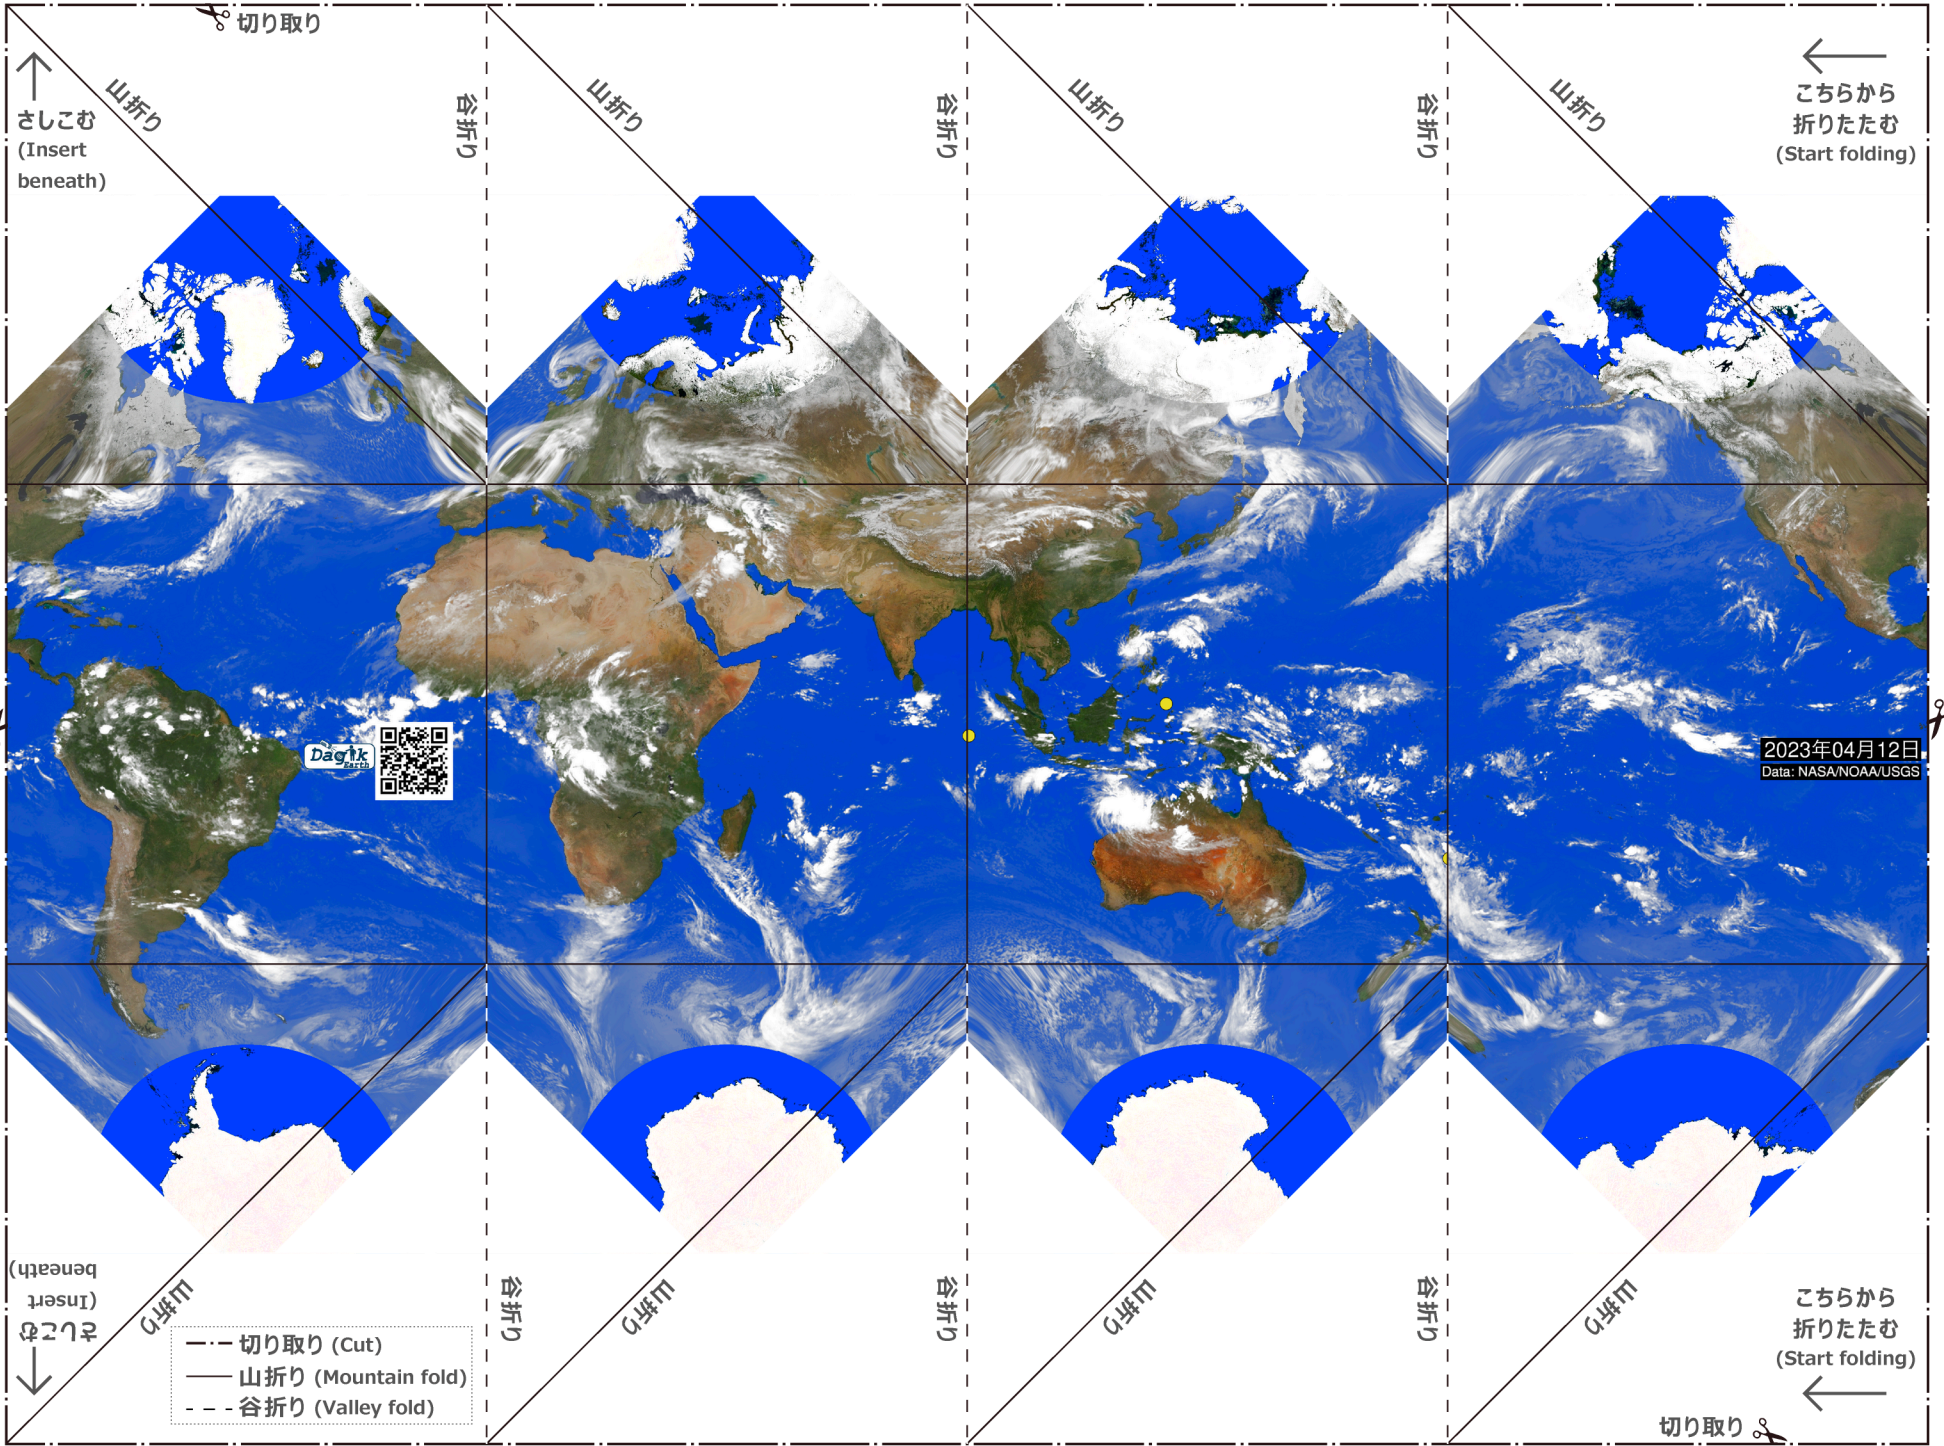 切り取り
さしこむ
(Insert
beneath)
山折り
谷折り
山折り
谷折り
山折り
谷折り
山折り
こちらから
折りたたむ
(Start folding)
Dagik
Earth
2023年04月12日
Data: NASA/NOAA/USGS
さしこむ
(Insert
beneath)
山折り
谷折り
山折り
谷折り
山折り
谷折り
山折り
こちらから
折りたたむ
(Start folding)
切り取り (Cut)
山折り (Mountain fold)
谷折り (Valley fold)
切り取り